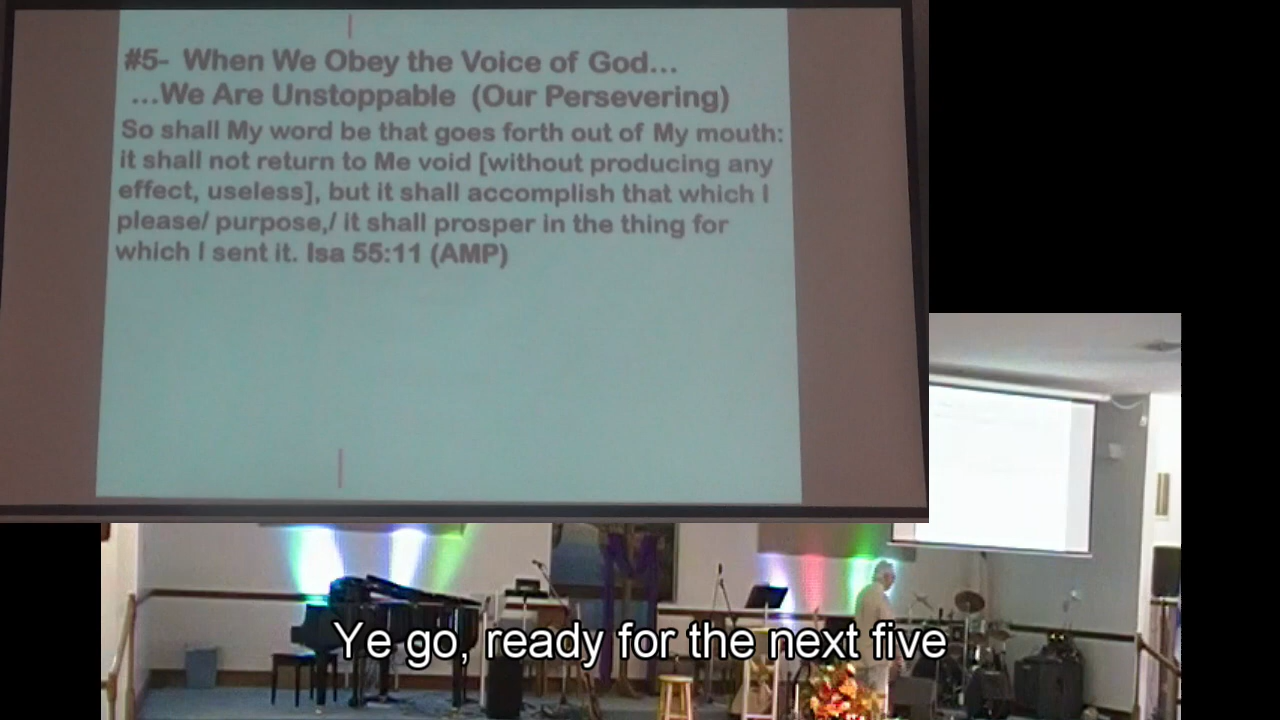 #5- When We Obey the Voice of God...
...We Are Unstoppable (Our Persevering)
So shall My word be that goes forth out of My mouth:
it shall not return to Me void [without producing any
effect, useless], but it shall accomplish that which I
please/ purpose,/ it shall prosper in the thing for
which I sent it. Isa 55:11 (AMP)
Ye go, ready for the next five